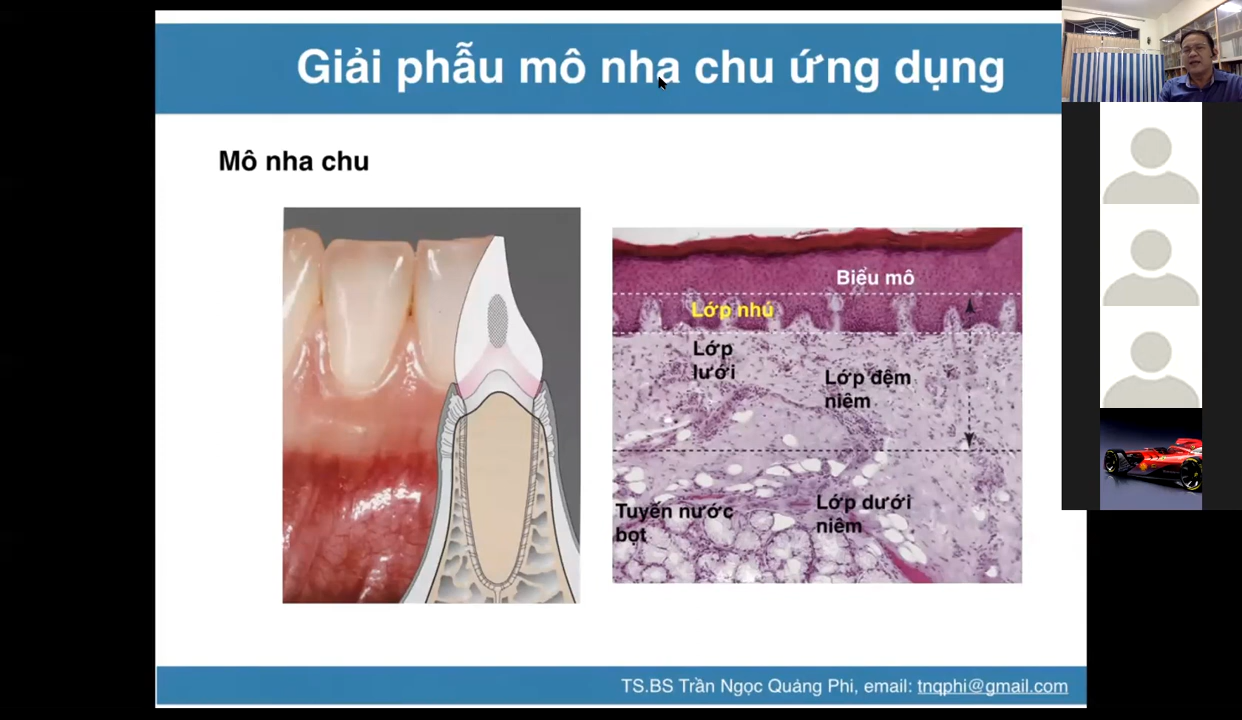 Giải phẫu mô nha chu ứng dụng
Mô nha chu
Biểu mô
Lớp nhú
Lớp
lưới
Lớp đệm
niêm
Tuyến nước
bọt
Lớp dưới
niêm
TS.BS Trần Ngọc Quảng Phi, email: tnqphi@gmail.com